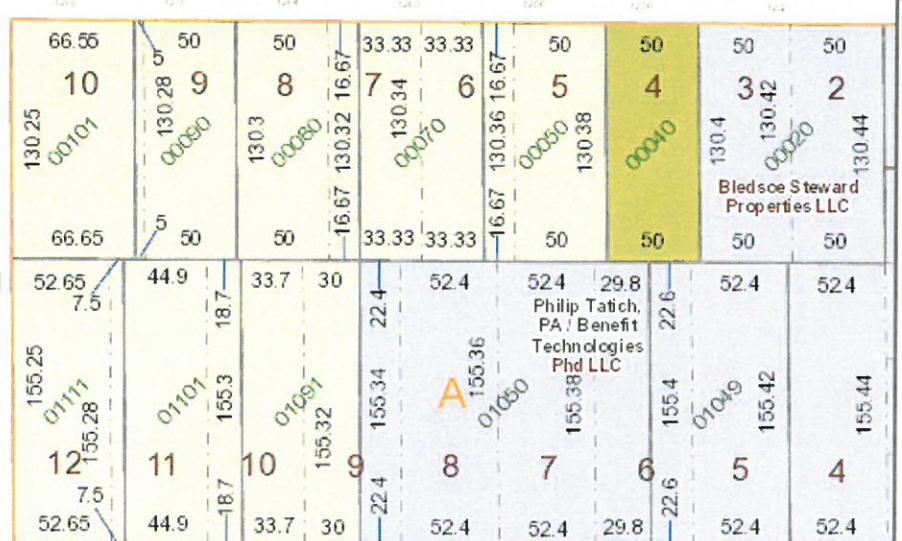 66.55 5 50 50 16.67 33.33 33.33 16.67 50 50 50 50
10 9 8 7 6 5 4 3 2
130.25 130.28 130.3 130.32 130.34 130.36 130.38 130.4 130.42 130.44
00101 00090 00080 00070 00050 00040 00020
Bledsoe Steward
Properties LLC
66.65 5 50 50 16.67 33.33 33.33 16.67 50 50 50 50
52.65 44.9 33.7 30 52.4 52.4 29.8 52.4 52.4
7.5 18.7 22.4 22.6
Philip Tatich,
PA / Benefit
Technologies
Phd LLC
155.25 155.28 155.3 155.32 155.34 155.36 155.38 155.4 155.42 155.44
01111 01101 01091 A 01050 01049
12 11 10 9 8 7 6 5 4
7.5 18.7 22.4 22.6
52.65 44.9 33.7 30 52.4 52.4 29.8 52.4 52.4